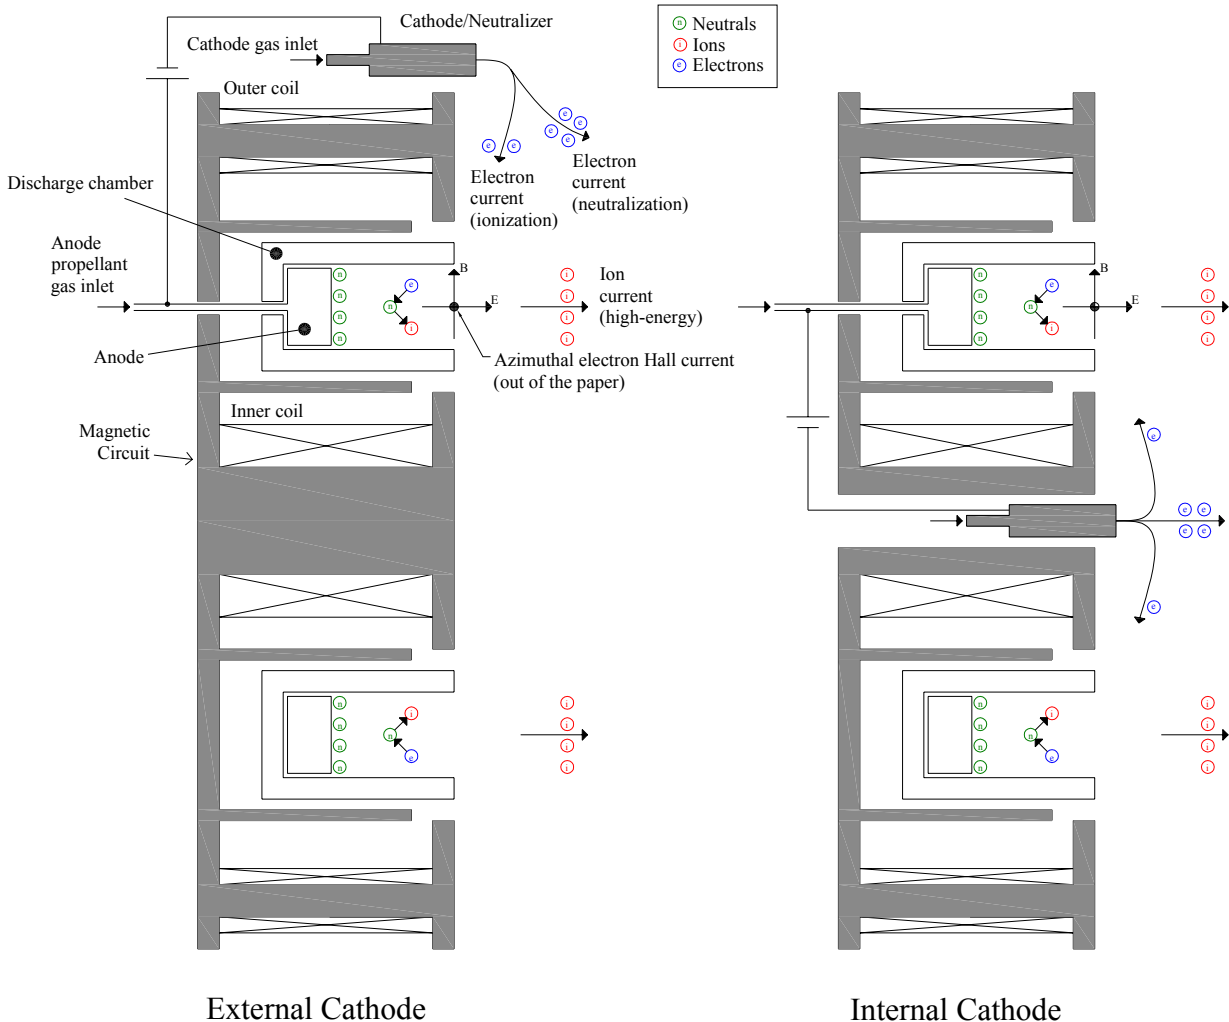 Cathode/Neutralizer
Cathode gas inlet
n Neutrals
i Ions
e Electrons
Outer coil
e
e e
e e
e e
Electron
current
(ionization)
Electron
current
(neutralization)
Discharge chamber
Anode
propellant
gas inlet
n
n
n
n
e
n
i
B
E
i
i
i
i
Ion
current
(high-energy)
Anode
Azimuthal electron Hall current
(out of the paper)
Inner coil
Magnetic
Circuit
n
n
n
n
i
n
e
i
i
i
i
External Cathode
n
n
n
n
e
n
i
B
E
i
i
i
i
e
e e
e e
e
n
n
n
n
i
n
e
i
i
i
i
Internal Cathode